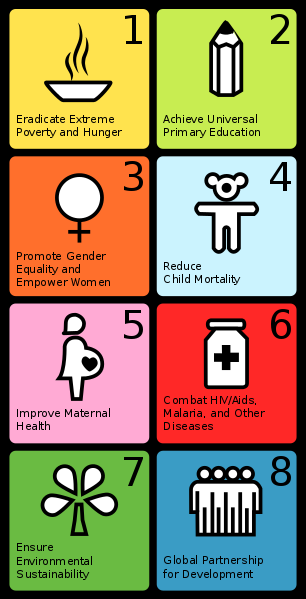 1
Eradicate Extreme
Poverty and Hunger
2
Achieve Universal
Primary Education
3
Promote Gender
Equality and
Empower Women
4
Reduce
Child Mortality
5
Improve Maternal
Health
6
Combat HIV/Aids,
Malaria, and Other
Diseases
7
Ensure
Environmental
Sustainability
8
Global Partnership
for Development